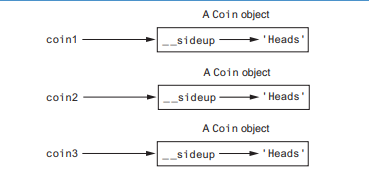 A Coin object
coin1 __sideup 'Heads'
A Coin object
coin2 __sideup 'Heads'
A Coin object
coin3 __sideup 'Heads'